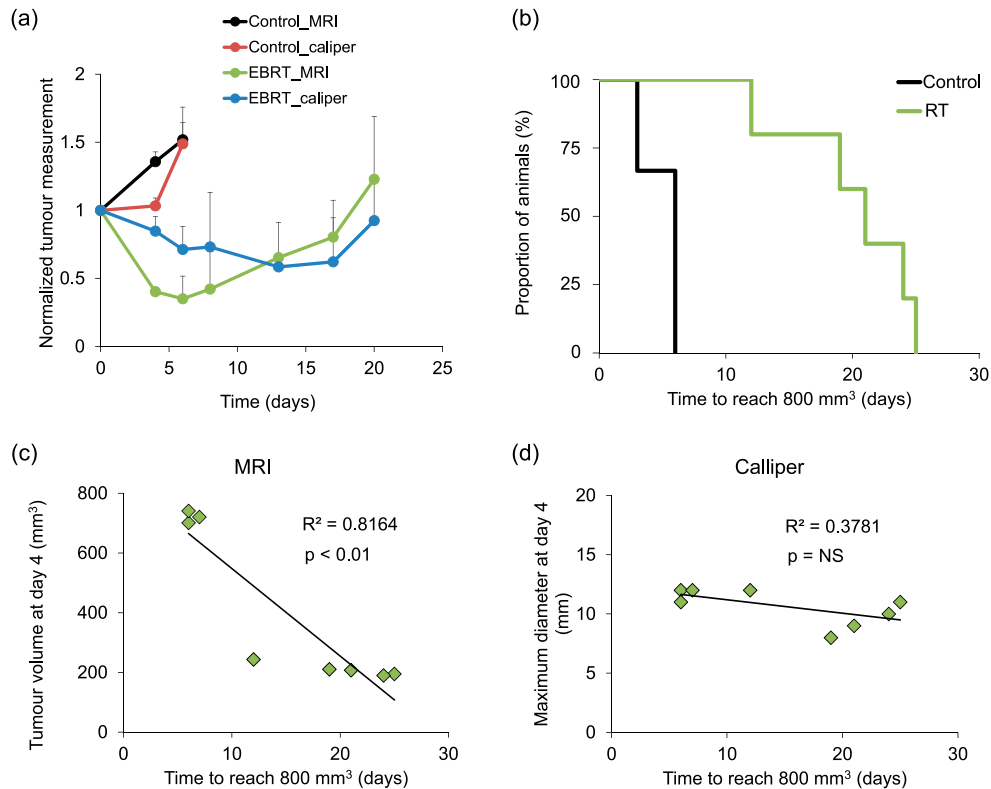 (a)
Control_MRI
Control_caliper
EBRT_MRI
EBRT_caliper
Normalized tumour measurement
2
1.5
1
0.5
0
0 5 10 15 20 25
Time (days)
(b)
Control
RT
Proportion of animals (%)
100
75
50
25
0
0 10 20 30
Time to reach 800 mm³ (days)
(c)
MRI
R² = 0.8164
p < 0.01
Tumour volume at day 4 (mm³)
800
600
400
200
0
0 10 20 30
Time to reach 800 mm³ (days)
(d)
Calliper
R² = 0.3781
p = NS
Maximum diameter at day 4
(mm)
20
15
10
5
0
0 10 20 30
Time to reach 800 mm³ (days)